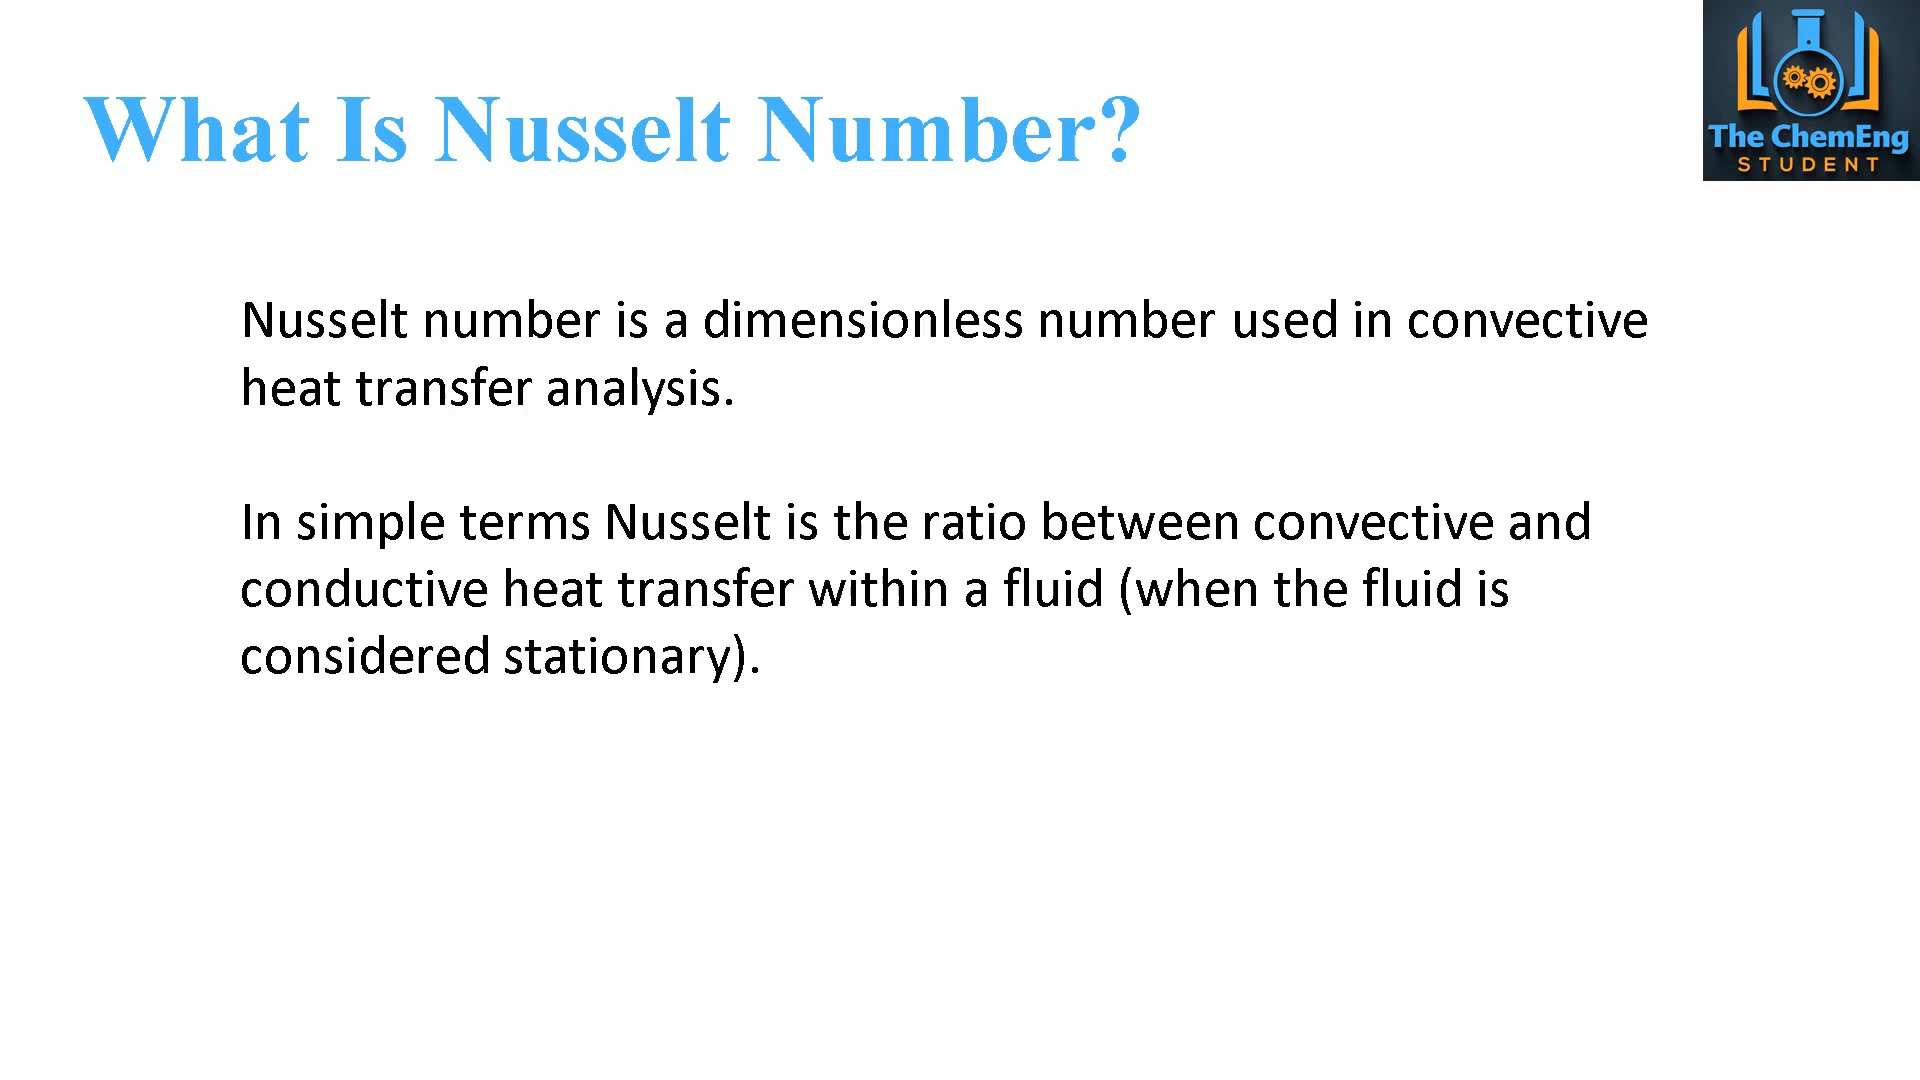 What Is Nusselt Number?
The ChemEng
STUDENT
Nusselt number is a dimensionless number used in convective
heat transfer analysis.
In simple terms Nusselt is the ratio between convective and
conductive heat transfer within a fluid (when the fluid is
considered stationary).